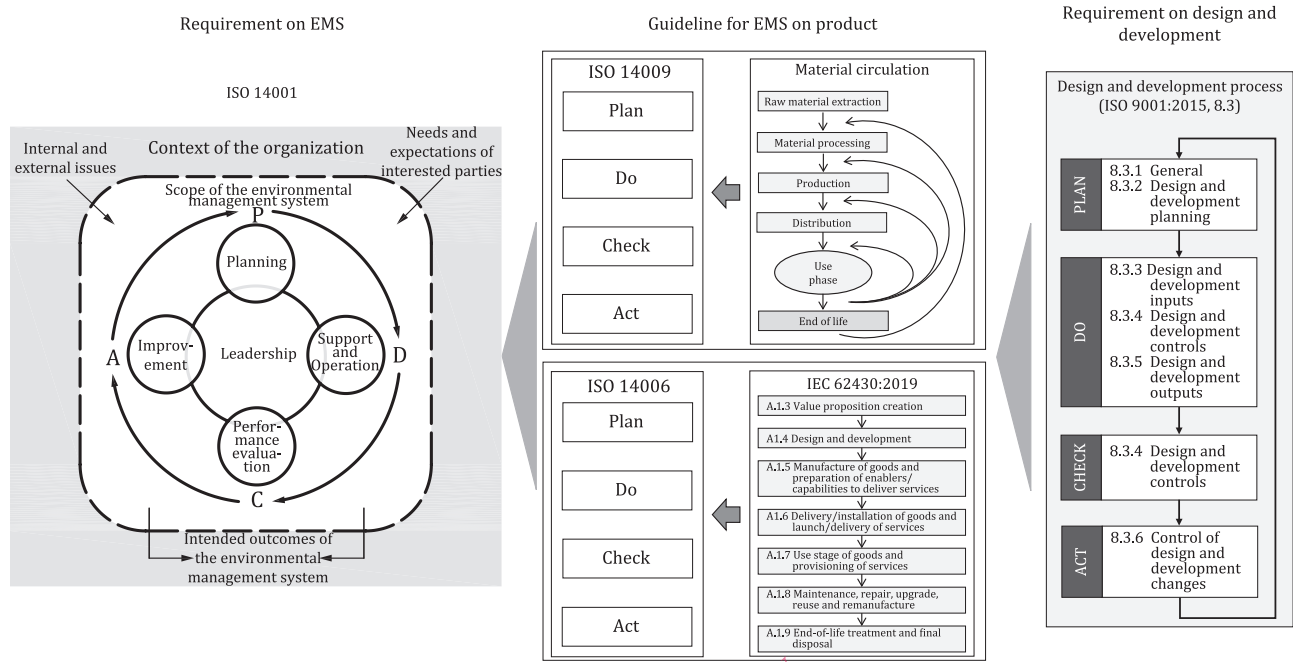 Requirement on EMS
ISO 14001
Internal and
external issues
Context of the organization
Needs and
expectations of
interested parties
Scope of the environmental
management system
P
Planning
A
Improv-
ement
Leadership
Support and
Operation
D
Perfor-
mance
evalua-
tion
C
Intended outcomes of
the environmental
management system
Guideline for EMS on product
ISO 14009
Plan
Do
Check
Act
Material circulation
Raw material extraction
Material processing
Production
Distribution
Use
phase
End of life
ISO 14006
Plan
Do
Check
Act
IEC 62430:2019
A.1.3 Value proposition creation
A1.4 Design and development
A.1.5 Manufacture of goods and
preparation of enablers/
capabilities to deliver services
A1.6 Delivery/installation of goods and
launch/delivery of services
A.1.7 Use stage of goods and
provisioning of services
A.1.8 Maintenance, repair, upgrade,
reuse and remanufacture
A.1.9 End-of-life treatment and final
disposal
Requirement on design and
development
Design and development process
(ISO 9001:2015, 8.3)
PLAN
8.3.1 General
8.3.2 Design and
development
planning
DO
8.3.3 Design and
development
inputs
8.3.4 Design and
development
controls
8.3.5 Design and
development
outputs
CHECK
8.3.4 Design and
development
controls
ACT
8.3.6 Control of
design and
development
changes